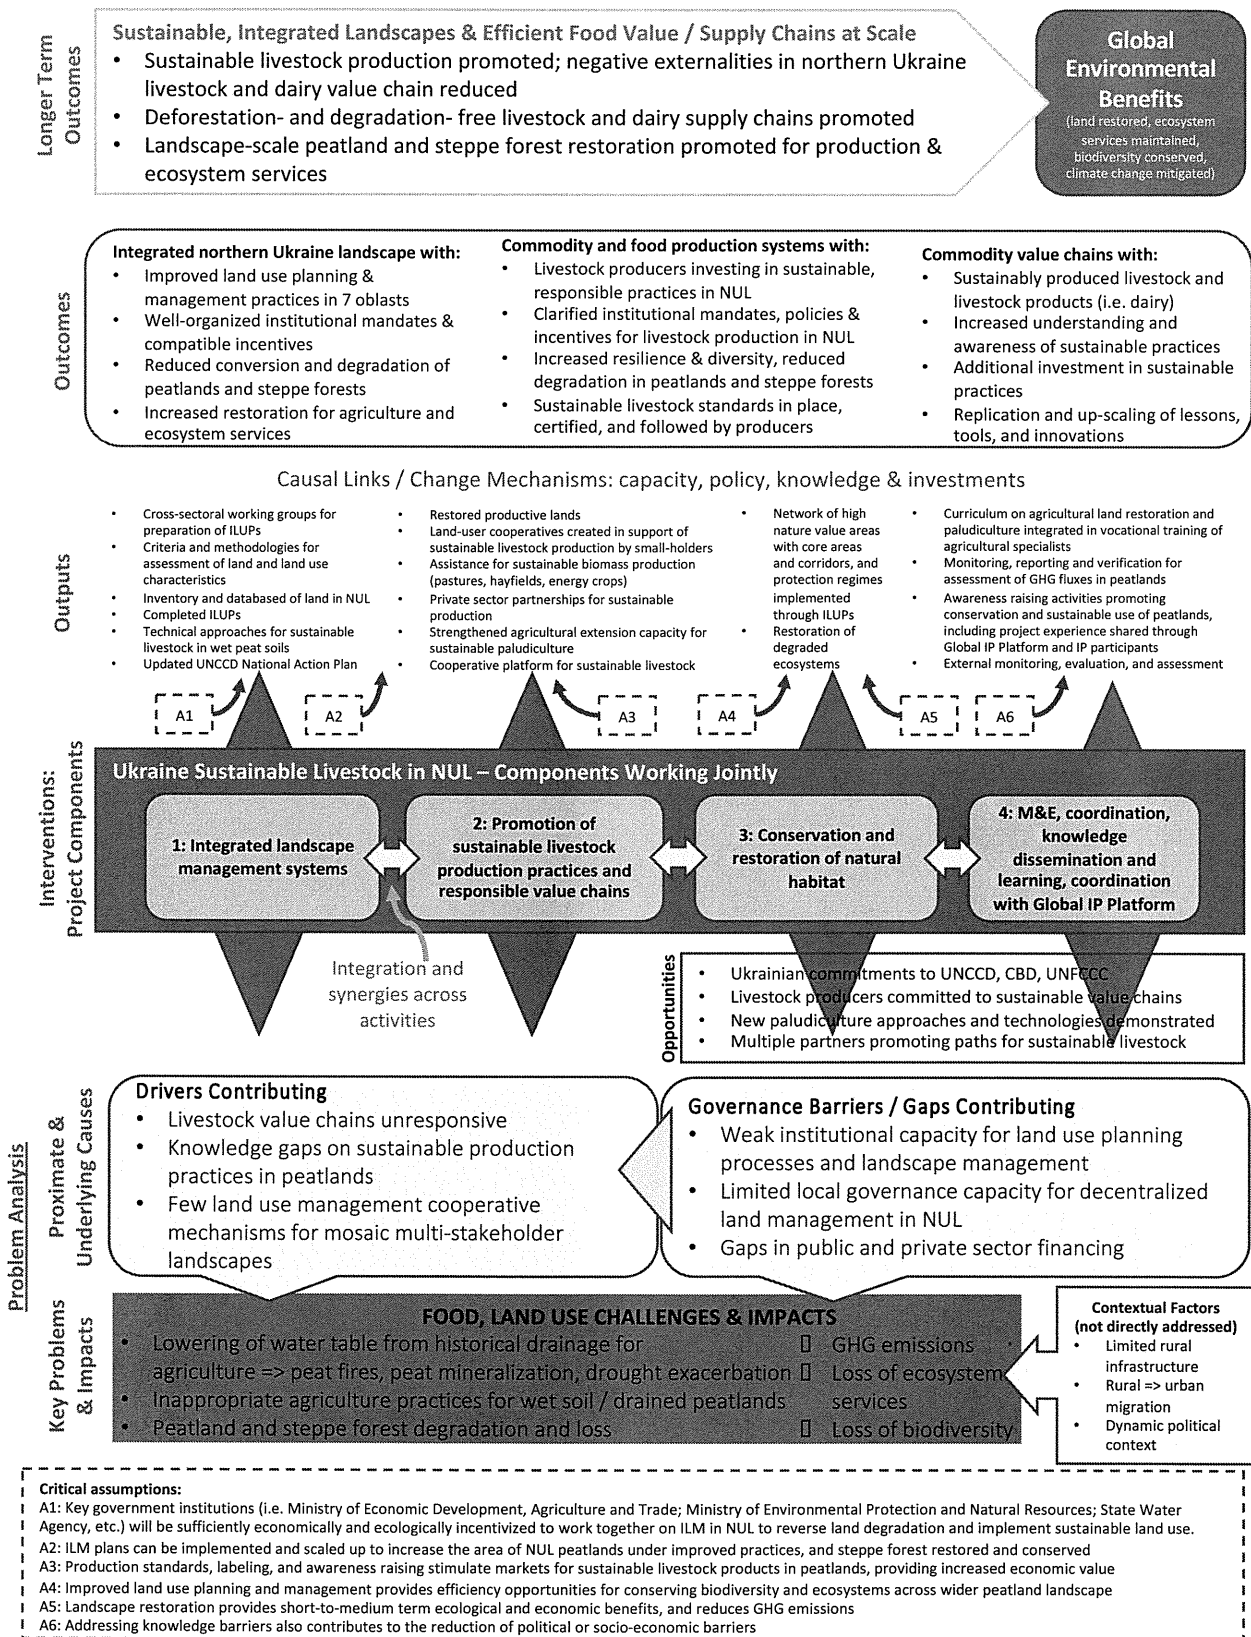 Longer Term
Outcomes
Sustainable, Integrated Landscapes & Efficient Food Value / Supply Chains at Scale
• Sustainable livestock production promoted; negative externalities in northern Ukraine
livestock and dairy value chain reduced
• Deforestation- and degradation- free livestock and dairy supply chains promoted
• Landscape-scale peatland and steppe forest restoration promoted for production &
ecosystem services
Global
Environmental
Benefits
(land restored, ecosystem
services maintained,
biodiversity conserved,
climate change mitigated)
Outcomes
Integrated northern Ukraine landscape with:
• Improved land use planning &
management practices in 7 oblasts
• Well-organized institutional mandates &
compatible incentives
• Reduced conversion and degradation of
peatlands and steppe forests
• Increased restoration for agriculture and
ecosystem services
Commodity and food production systems with:
• Livestock producers investing in sustainable,
responsible practices in NUL
• Clarified institutional mandates, policies &
incentives for livestock production in NUL
• Increased resilience & diversity, reduced
degradation in peatlands and steppe forests
• Sustainable livestock standards in place,
certified, and followed by producers
Commodity value chains with:
• Sustainably produced livestock and
livestock products (i.e. dairy)
• Increased understanding and
awareness of sustainable practices
• Additional investment in sustainable
practices
• Replication and up-scaling of lessons,
tools, and innovations
Causal Links / Change Mechanisms: capacity, policy, knowledge & investments
Outputs
• Cross-sectoral working groups for
preparation of ILUPs
• Criteria and methodologies for
assessment of land and land use
characteristics
• Inventory and databased of land in NUL
• Completed ILUPs
• Technical approaches for sustainable
livestock in wet peat soils
• Updated UNCCD National Action Plan
• Restored productive lands
• Land-user cooperatives created in support of
sustainable livestock production by small-holders
• Assistance for sustainable biomass production
(pastures, hayfields, energy crops)
• Private sector partnerships for sustainable
production
• Strengthened agricultural extension capacity for
sustainable paludiculture
• Cooperative platform for sustainable livestock
• Network of high
nature value areas
with core areas
and corridors, and
protection regimes
implemented
through ILUPs
• Restoration of
degraded
ecosystems
• Curriculum on agricultural land restoration and
paludiculture integrated in vocational training of
agricultural specialists
• Monitoring, reporting and verification for
assessment of GHG fluxes in peatlands
• Awareness raising activities promoting
conservation and sustainable use of peatlands,
including project experience shared through
Global IP Platform and IP participants
• External monitoring, evaluation, and assessment
A1
A2
A3
A4
A5
A6
Interventions:
Project Components
Ukraine Sustainable Livestock in NUL – Components Working Jointly
1: Integrated landscape
management systems
2: Promotion of
sustainable livestock
production practices and
responsible value chains
3: Conservation and
restoration of natural
habitat
4: M&E, coordination,
knowledge
dissemination and
learning, coordination
with Global IP Platform
Integration and
synergies across
activities
Opportunities
• Ukrainian commitments to UNCCD, CBD, UNFCCC
• Livestock producers committed to sustainable value chains
• New paludiculture approaches and technologies demonstrated
• Multiple partners promoting paths for sustainable livestock
Problem Analysis
Proximate &
Underlying Causes
Drivers Contributing
• Livestock value chains unresponsive
• Knowledge gaps on sustainable production
practices in peatlands
• Few land use management cooperative
mechanisms for mosaic multi-stakeholder
landscapes
Governance Barriers / Gaps Contributing
• Weak institutional capacity for land use planning
processes and landscape management
• Limited local governance capacity for decentralized
land management in NUL
• Gaps in public and private sector financing
Key Problems
& Impacts
FOOD, LAND USE CHALLENGES & IMPACTS
• Lowering of water table from historical drainage for
agriculture => peat fires, peat mineralization, drought exacerbation
• Inappropriate agriculture practices for wet soil / drained peatlands
• Peatland and steppe forest degradation and loss
▯ GHG emissions
▯ Loss of ecosystem
services
▯ Loss of biodiversity
Contextual Factors
(not directly addressed)
• Limited rural
infrastructure
• Rural => urban
migration
• Dynamic political
context
Critical assumptions:
A1: Key government institutions (i.e. Ministry of Economic Development, Agriculture and Trade; Ministry of Environmental Protection and Natural Resources; State Water
Agency, etc.) will be sufficiently economically and ecologically incentivized to work together on ILM in NUL to reverse land degradation and implement sustainable land use.
A2: ILM plans can be implemented and scaled up to increase the area of NUL peatlands under improved practices, and steppe forest restored and conserved
A3: Production standards, labeling, and awareness raising stimulate markets for sustainable livestock products in peatlands, providing increased economic value
A4: Improved land use planning and management provides efficiency opportunities for conserving biodiversity and ecosystems across wider peatland landscape
A5: Landscape restoration provides short-to-medium term ecological and economic benefits, and reduces GHG emissions
A6: Addressing knowledge barriers also contributes to the reduction of political or socio-economic barriers